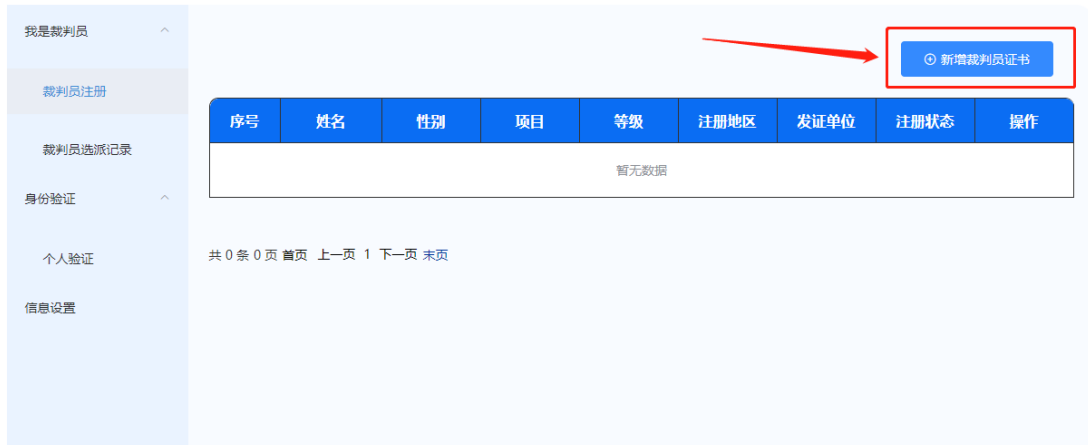 我是裁判员
裁判员注册
裁判员选派记录
身份验证
个人验证
信息设置
新增裁判员证书
序号 姓名 性别 项目 等级 注册地区 发证单位 注册状态 操作
暂无数据
共 0 条 0 页 首页 上一页 1 下一页 末页